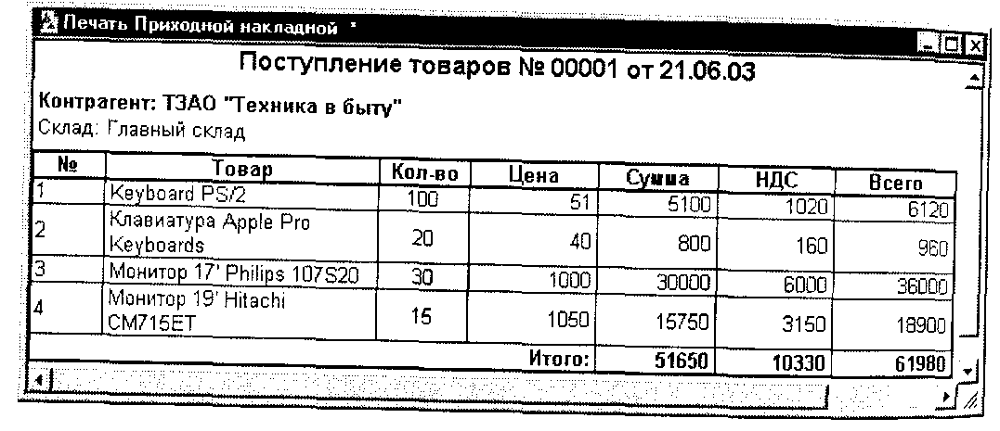 Печать Приходной накладной *
Поступление товаров № 00001 от 21.06.03
Контрагент: ТЗАО "Техника в быту"
Склад: Главный склад
№ Товар Кол-во Цена Сумма НДС Всего
1 Keyboard PS/2 100 51 5100 1020 6120
2 Клавиатура Apple Pro Keyboards 20 40 800 160 960
3 Монитор 17' Philips 107S20 30 1000 30000 6000 36000
4 Монитор 19' Hitachi CM715ET 15 1050 15750 3150 18900
Итого: 51650 10330 61980